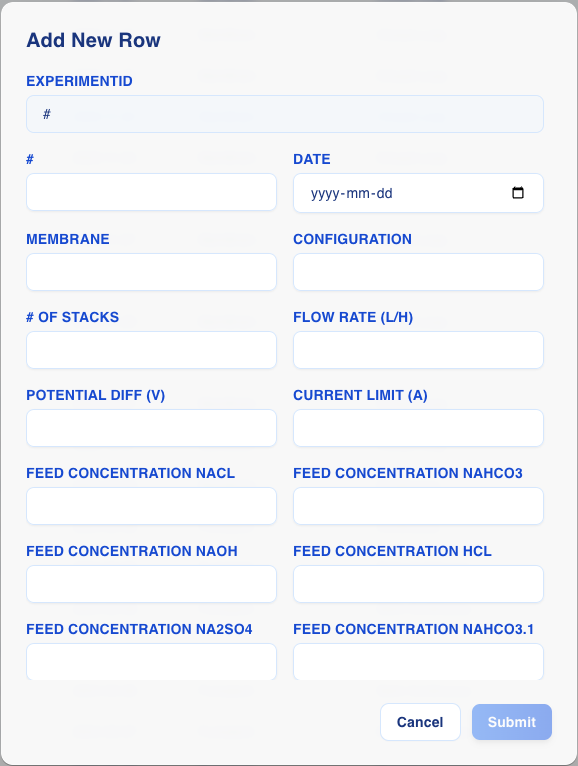 Add New Row
EXPERIMENTID
#
# DATE
yyyy-mm-dd
MEMBRANE CONFIGURATION
# OF STACKS FLOW RATE (L/H)
POTENTIAL DIFF (V) CURRENT LIMIT (A)
FEED CONCENTRATION NACL FEED CONCENTRATION NAHCO3
FEED CONCENTRATION NAOH FEED CONCENTRATION HCL
FEED CONCENTRATION NA2SO4 FEED CONCENTRATION NAHCO3.1
Cancel Submit